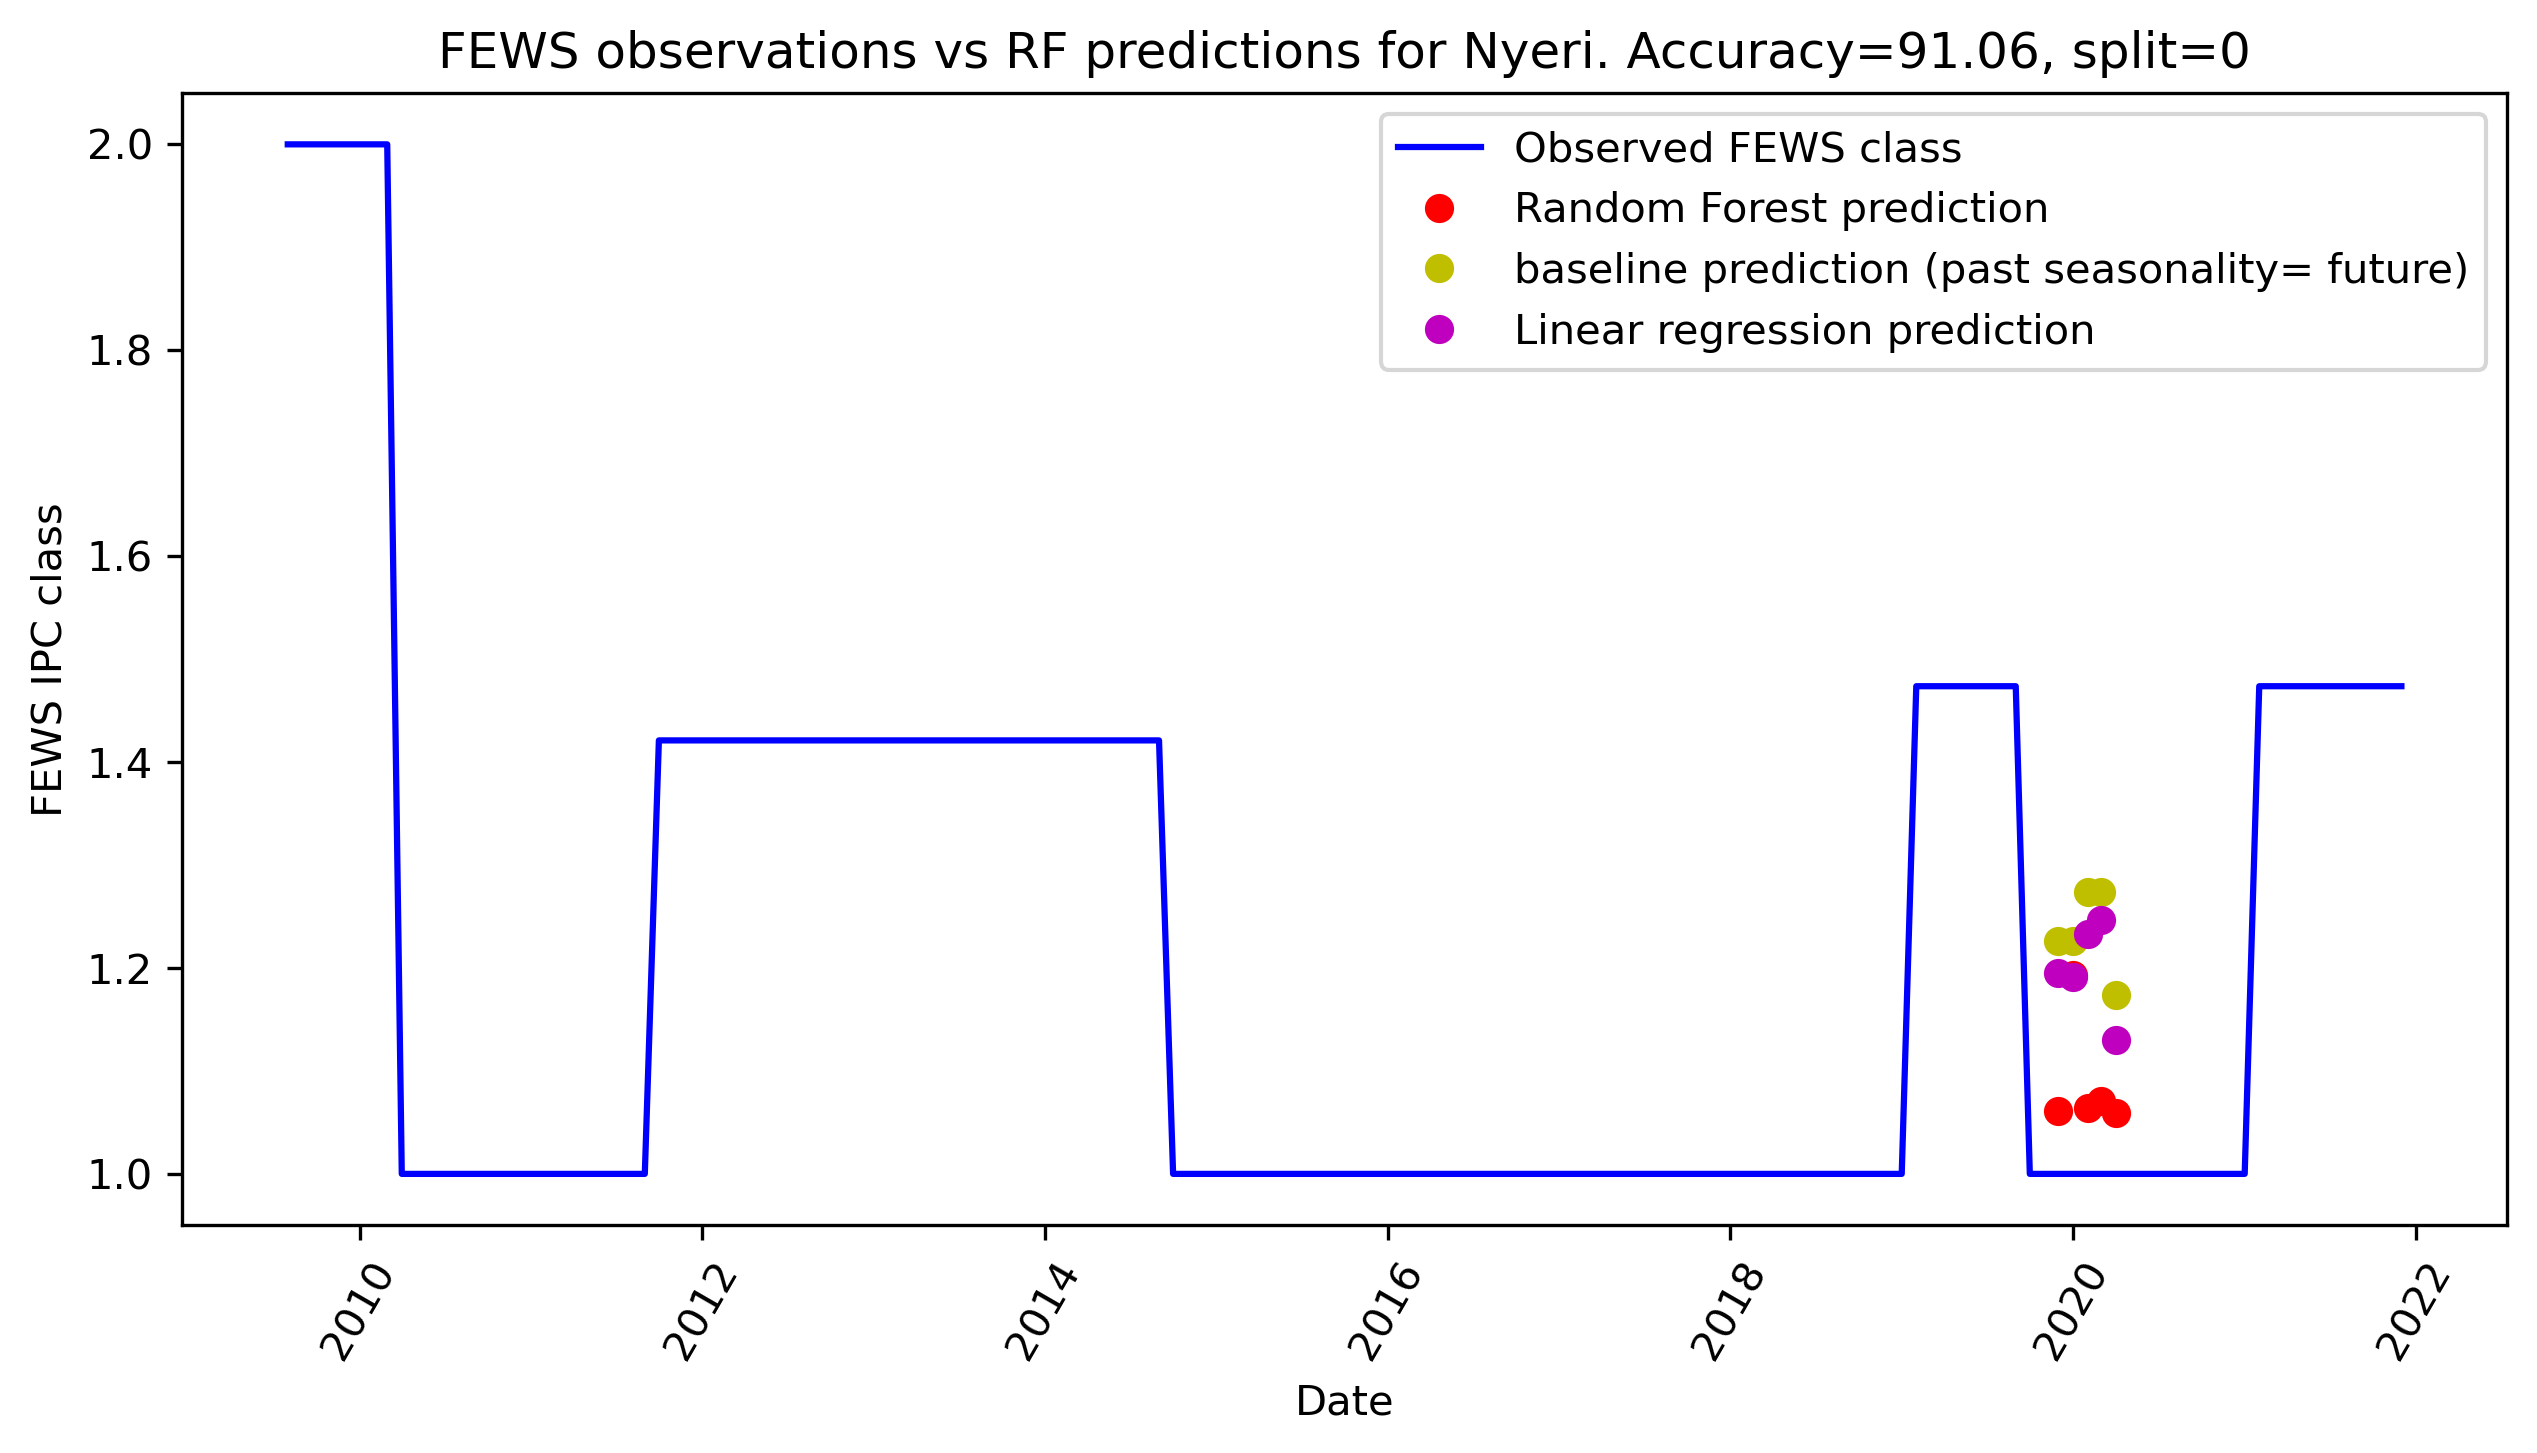 FEWS observations vs RF predictions for Nyeri. Accuracy=91.06, split=0
Observed FEWS class
Random Forest prediction
baseline prediction (past seasonality= future)
Linear regression prediction
FEWS IPC class
2.0
1.8
1.6
1.4
1.2
1.0
2010
2012
2014
2016
2018
2020
2022
Date